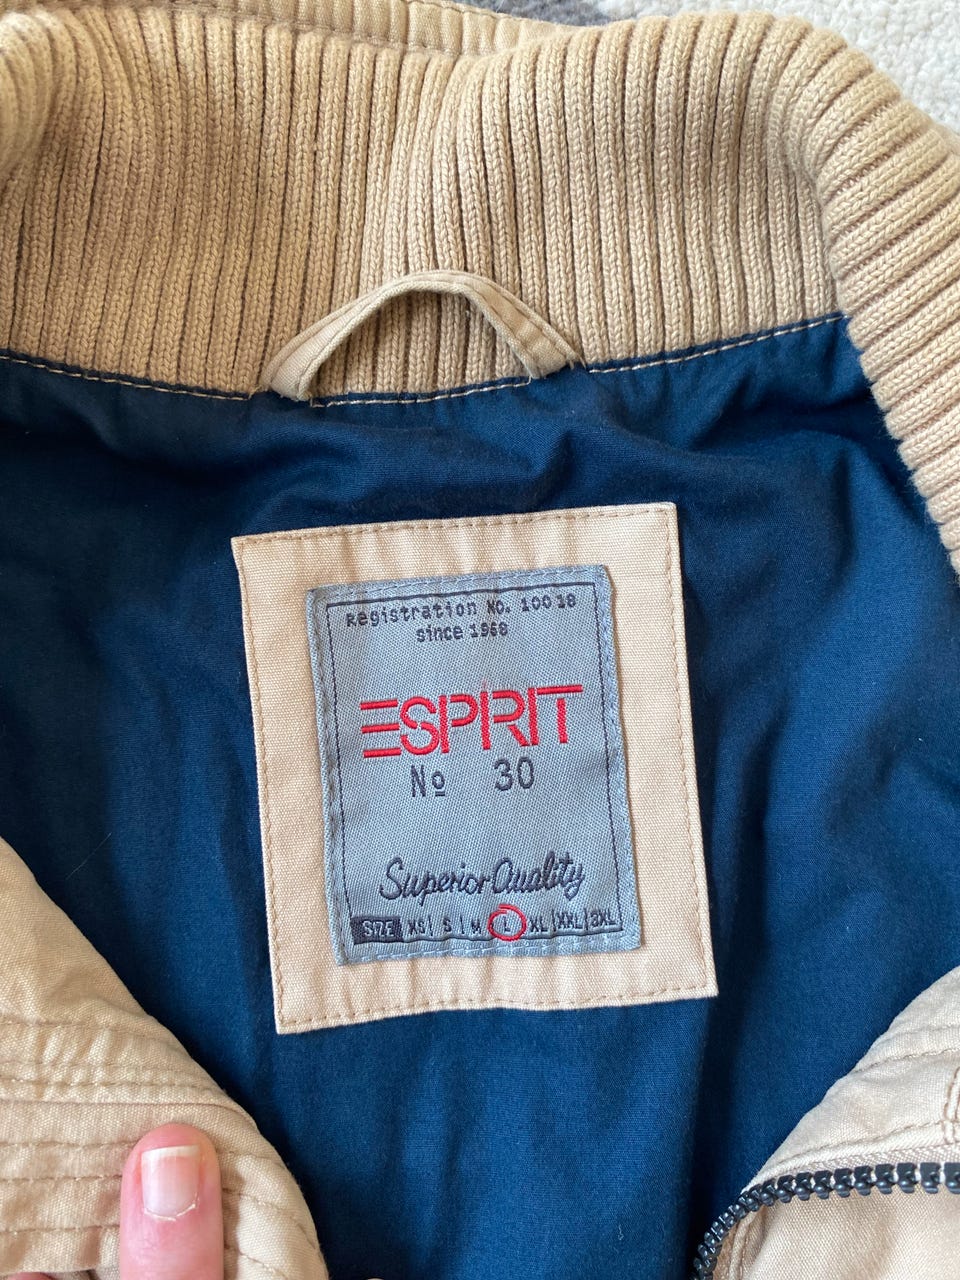 Registration No. 10018
since 1968
ESPRIT
Nº 30
Superior Quality
SIZE XS| S | M | L | XL |XXL|3XL